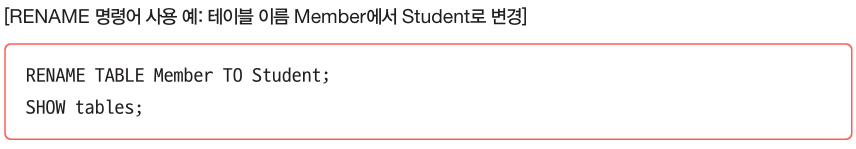 [RENAME 명령어 사용 예: 테이블 이름 Member에서 Student로 변경]
RENAME TABLE Member TO Student;
SHOW tables;